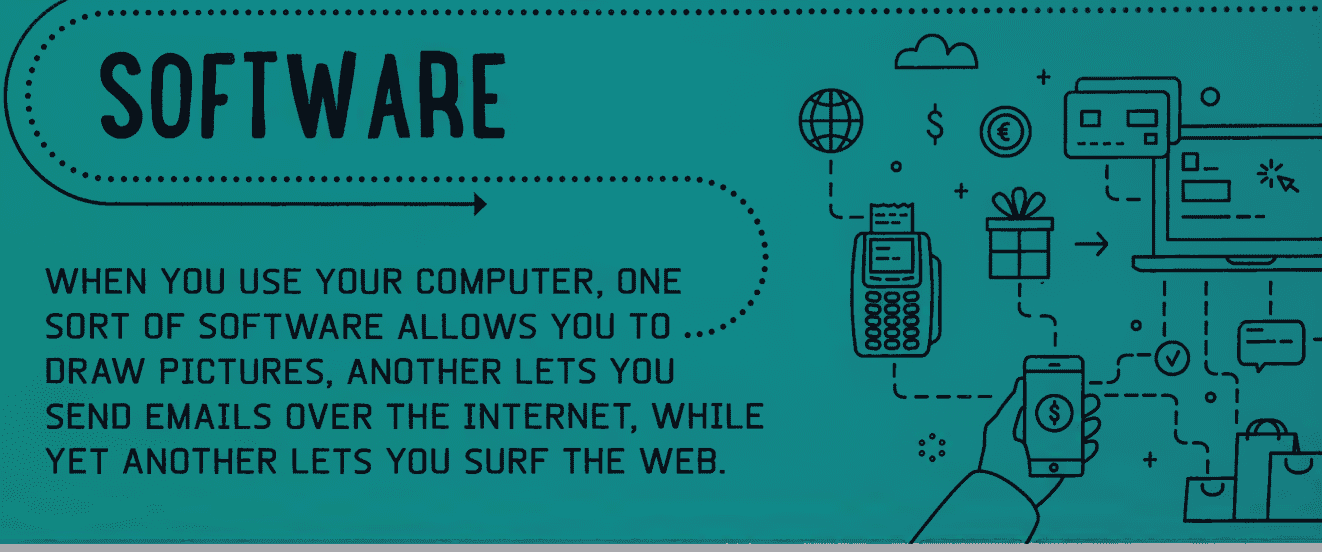 SOFTWARE
WHEN YOU USE YOUR COMPUTER, ONE
SORT OF SOFTWARE ALLOWS YOU TO
DRAW PICTURES, ANOTHER LETS YOU
SEND EMAILS OVER THE INTERNET, WHILE
YET ANOTHER LETS YOU SURF THE WEB.
$
€
$